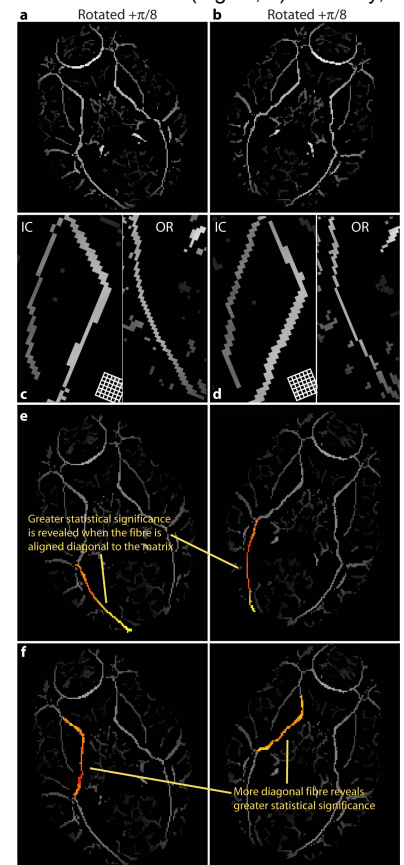 a Rotated +π/8 b Rotated +π/8
IC OR IC OR
c d
e
Greater statistical significance
is revealed when the fibre is
aligned diagonal to the matrix
f
More diagonal fibre reveals
greater statistical significance